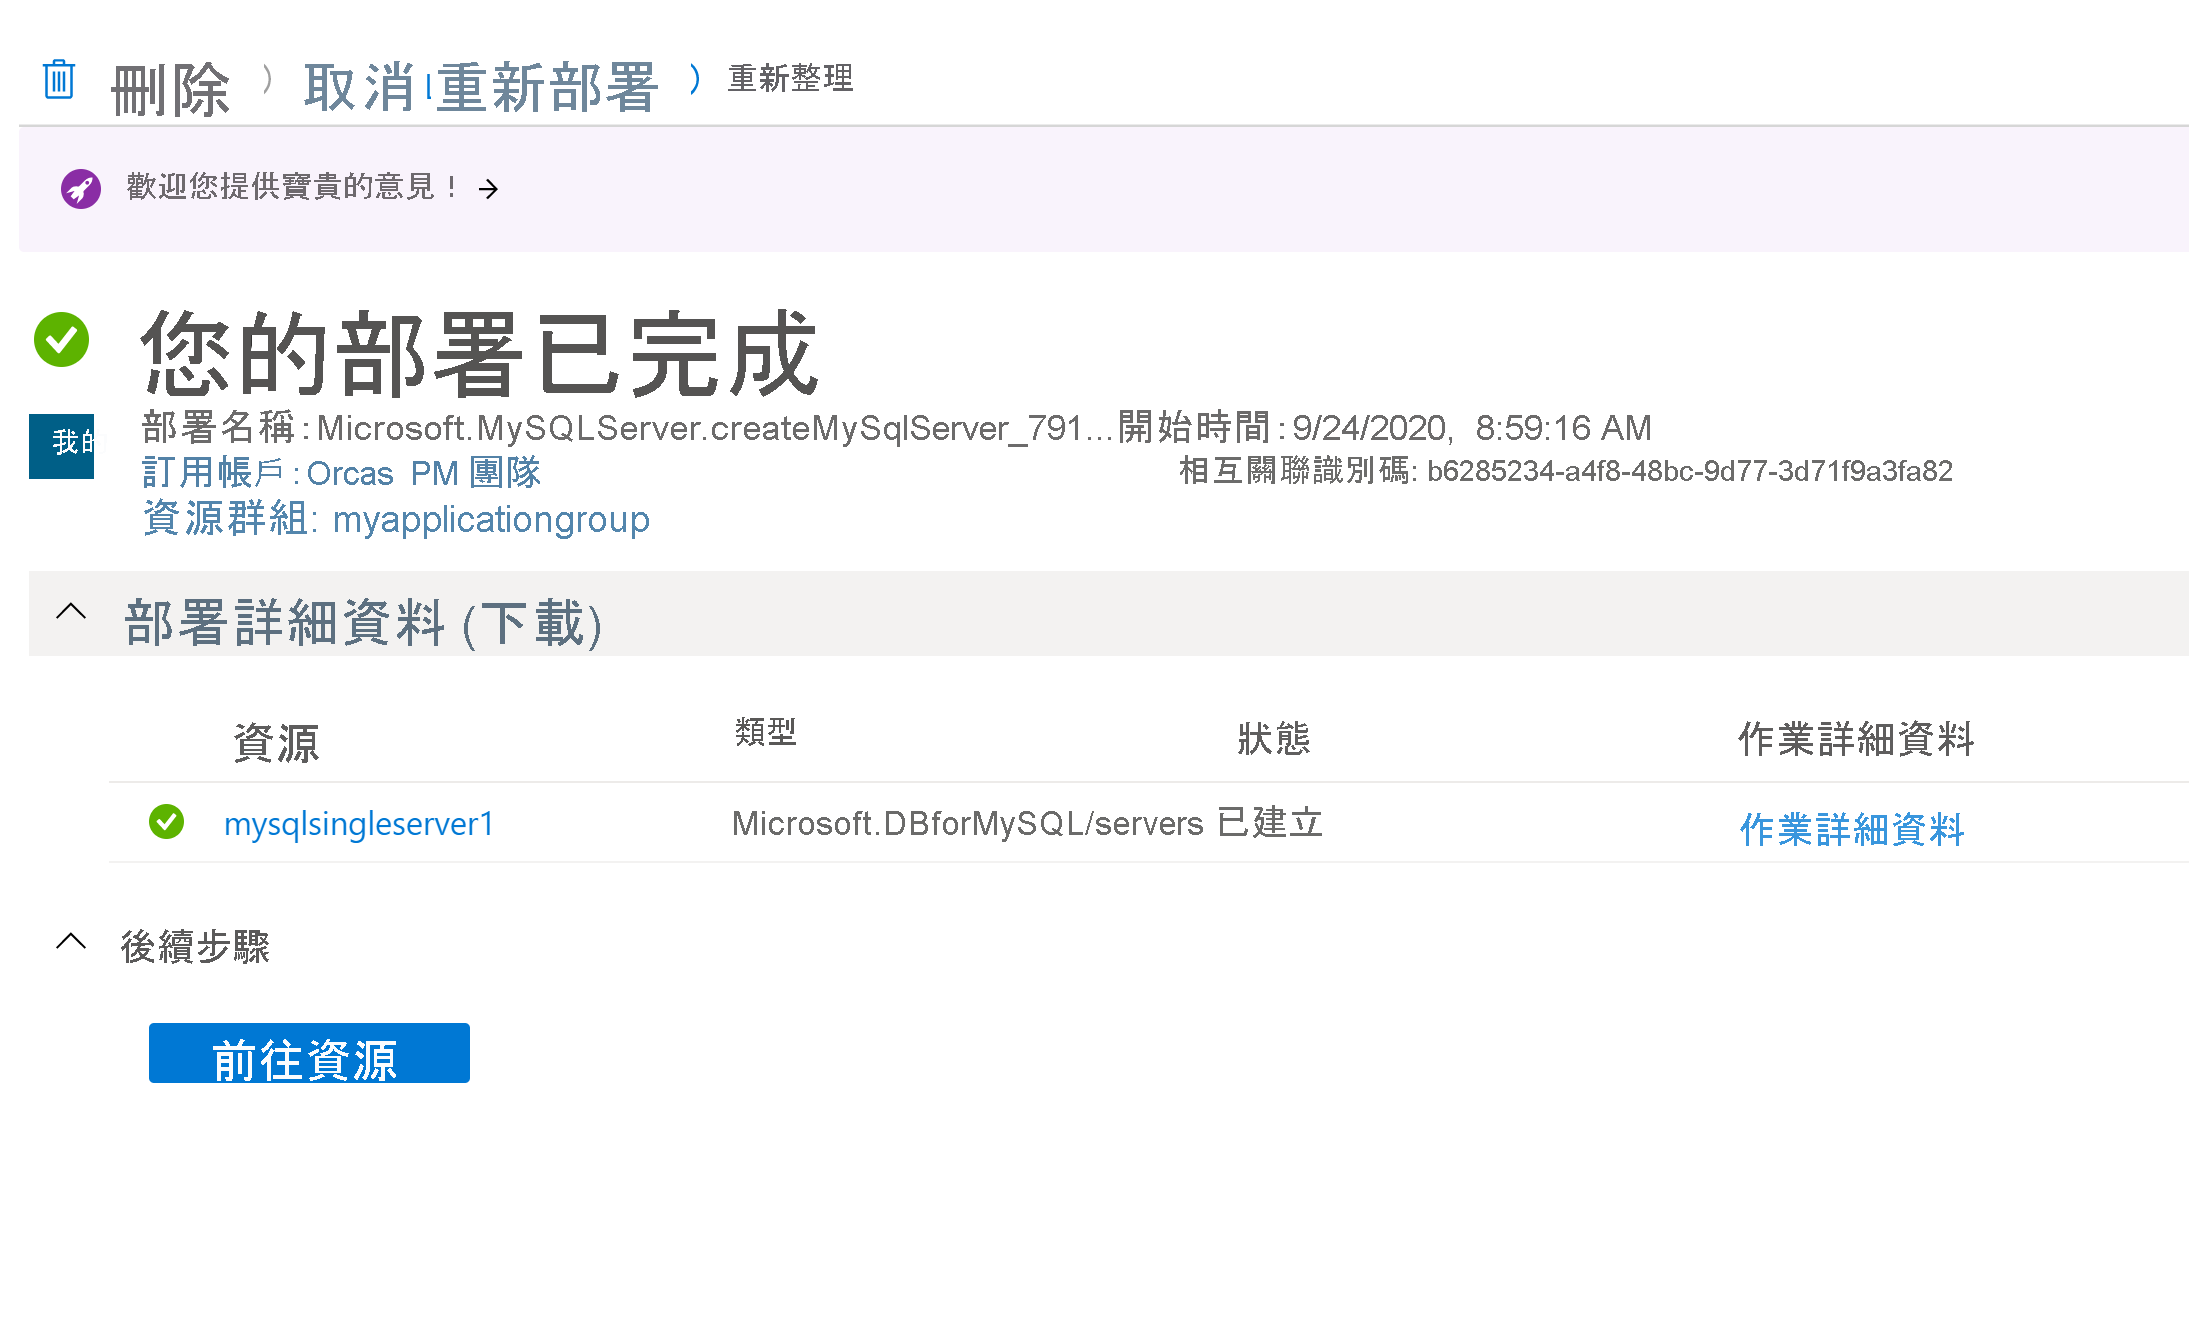 刪除 取消 重新部署 重新整理
歡迎您提供寶貴的意見！ →
您的部署已完成
我的
部署名稱:Microsoft.MySQLServer.createMySqlServer_791...開始時間:9/24/2020, 8:59:16 AM
訂用帳戶:Orcas PM 團隊 相互關聯識別碼: b6285234-a4f8-48bc-9d77-3d71f9a3fa82
資源群組: myapplicationgroup
部署詳細資料 (下載)
資源 類型 狀態 作業詳細資料
mysqlsingleserver1 Microsoft.DBforMySQL/servers 已建立 作業詳細資料
後續步驟
前往資源